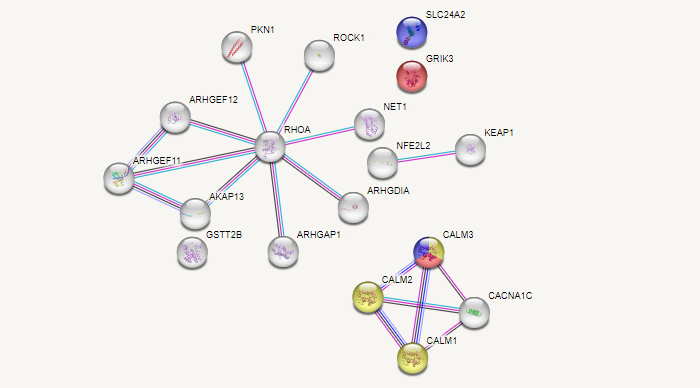 SLC24A2
PKN1
ROCK1
GRIK3
ARHGEF12
NET1
RHOA
KEAP1
NFE2L2
ARHGEF11
ARHGDIA
AKAP13
GSTT2B
ARHGAP1
CALM3
CALM2
CACNA1C
CALM1